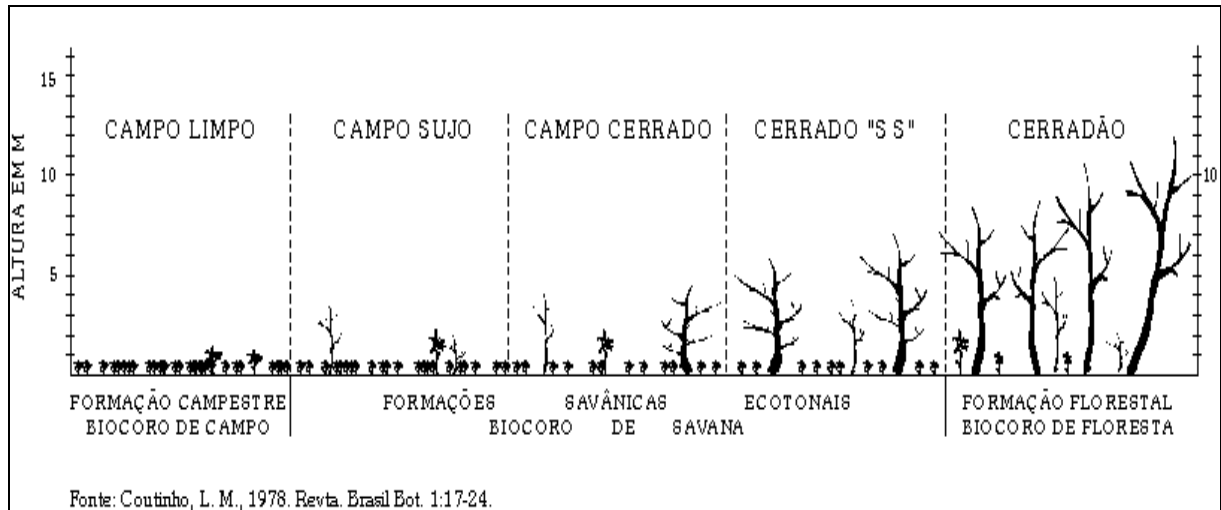 15
CAMPO LIMPO CAMPO SUJO CAMPO CERRADO CERRADO "S S" CERRADÃO
10 10
5
ALTURA EM M
FORMAÇÃO CAMPESTRE FORMAÇÕES SAVÂNICAS ECOTONAIS FORMAÇÃO FLORESTAL
BIOCORO DE CAMPO BIOCORO DE SAVANA BIOCORO DE FLORESTA
Fonte: Coutinho, L. M., 1978. Revta. Brasil Bot. 1:17-24.